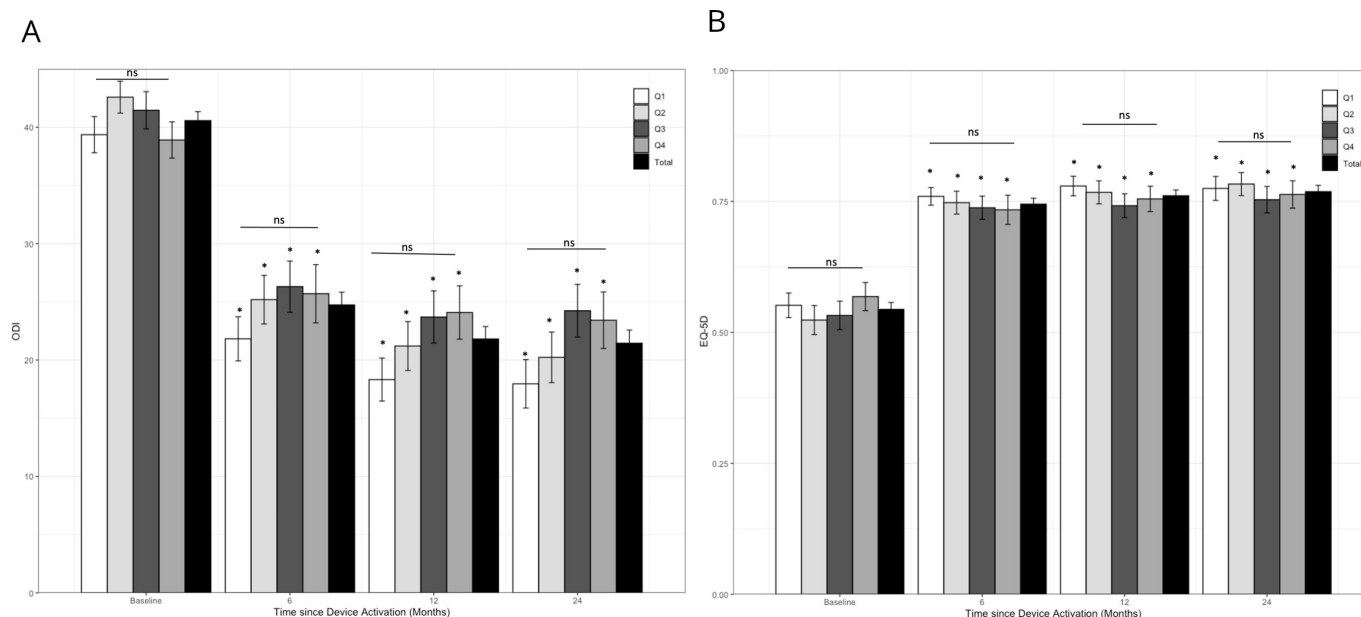 A
ns
ns
ns
ns
* * * *
* * * *
* * * *
Q1
Q2
Q3
Q4
Total
ODI
40
30
20
10
0
Baseline 6 12 24
Time since Device Activation (Months)
B
ns
ns
ns
ns
* * * *
* * * *
* * * *
Q1
Q2
Q3
Q4
Total
EQ-5D
1.00
0.75
0.50
0.25
0.00
Baseline 6 12 24
Time since Device Activation (Months)